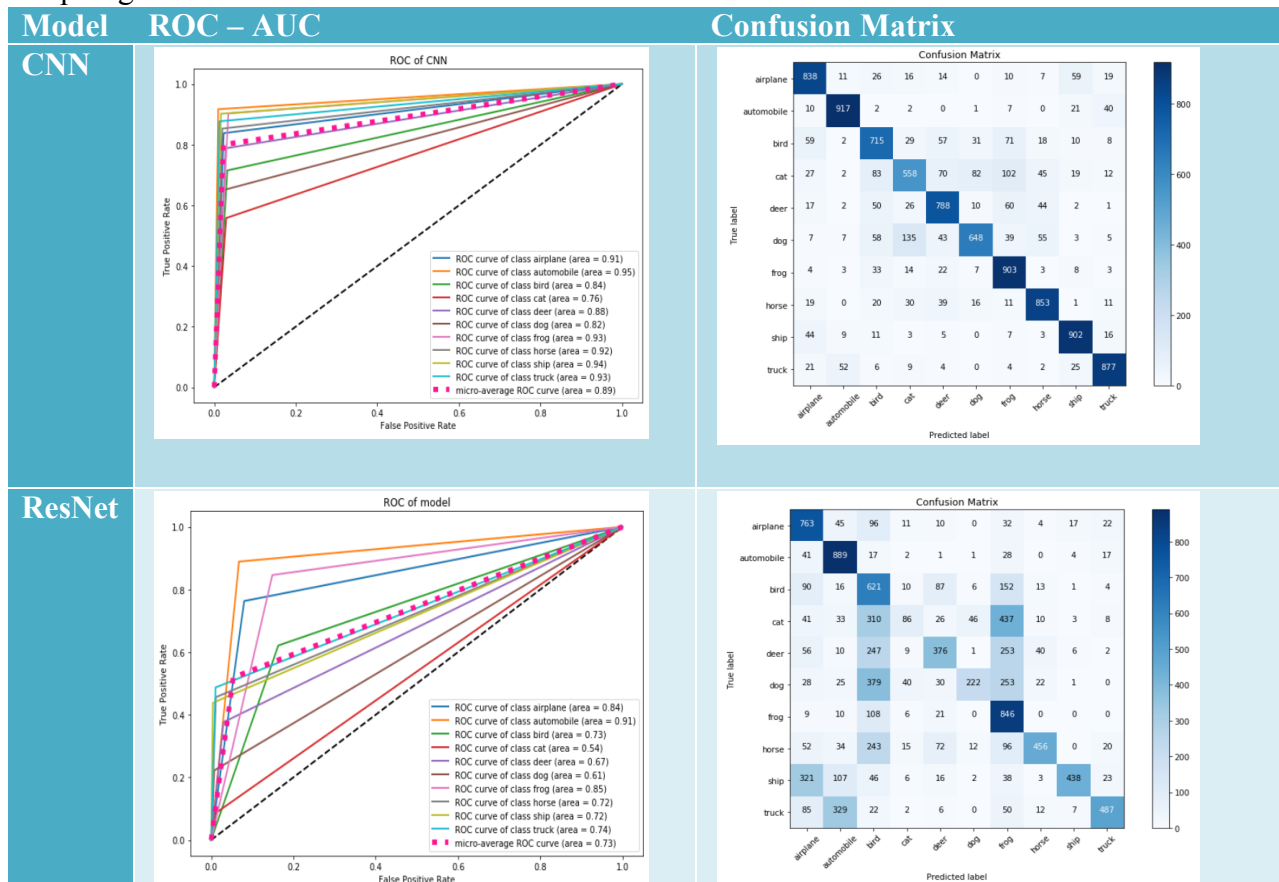 Model ROC – AUC Confusion Matrix
CNN
ROC of CNN
True Positive Rate
1.0
0.8
0.6
0.4
0.2
0.0
ROC curve of class airplane (area = 0.91)
ROC curve of class automobile (area = 0.95)
ROC curve of class bird (area = 0.84)
ROC curve of class cat (area = 0.76)
ROC curve of class deer (area = 0.88)
ROC curve of class dog (area = 0.82)
ROC curve of class frog (area = 0.93)
ROC curve of class horse (area = 0.92)
ROC curve of class ship (area = 0.94)
ROC curve of class truck (area = 0.93)
micro-average ROC curve (area = 0.89)
0.0 0.2 0.4 0.6 0.8 1.0
False Positive Rate
Confusion Matrix
True label
airplane 838 11 26 16 14 0 10 7 59 19
automobile 10 917 2 2 0 1 7 0 21 40
bird 59 2 715 29 57 31 71 18 10 8
cat 27 2 83 558 70 82 102 45 19 12
deer 17 2 50 26 788 10 60 44 2 1
dog 7 7 58 135 43 648 39 55 3 5
frog 4 3 33 14 22 7 903 3 8 3
horse 19 0 20 30 39 16 11 853 1 11
ship 44 9 11 3 5 0 7 3 902 16
truck 21 52 6 9 4 0 4 2 25 877
airplane automobile bird cat deer dog frog horse ship truck
Predicted label
800
600
400
200
0
ResNet
ROC of model
True Positive Rate
1.0
0.8
0.6
0.4
0.2
0.0
ROC curve of class airplane (area = 0.84)
ROC curve of class automobile (area = 0.91)
ROC curve of class bird (area = 0.73)
ROC curve of class cat (area = 0.54)
ROC curve of class deer (area = 0.67)
ROC curve of class dog (area = 0.61)
ROC curve of class frog (area = 0.85)
ROC curve of class horse (area = 0.72)
ROC curve of class ship (area = 0.72)
ROC curve of class truck (area = 0.74)
micro-average ROC curve (area = 0.73)
0.0 0.2 0.4 0.6 0.8 1.0
False Positive Rate
Confusion Matrix
True label
airplane 763 45 96 11 10 0 32 4 17 22
automobile 41 889 17 2 1 1 28 0 4 17
bird 90 16 621 10 87 6 152 13 1 4
cat 41 33 310 86 26 46 437 10 3 8
deer 56 10 247 9 376 1 253 40 6 2
dog 28 25 379 40 30 222 253 22 1 0
frog 9 10 108 6 21 0 846 0 0 0
horse 52 34 243 15 72 12 96 456 0 20
ship 321 107 46 6 16 2 38 3 438 23
truck 85 329 22 2 6 0 50 12 7 487
airplane automobile bird cat deer dog frog horse ship truck
Predicted label
800
700
600
500
400
300
200
100
0